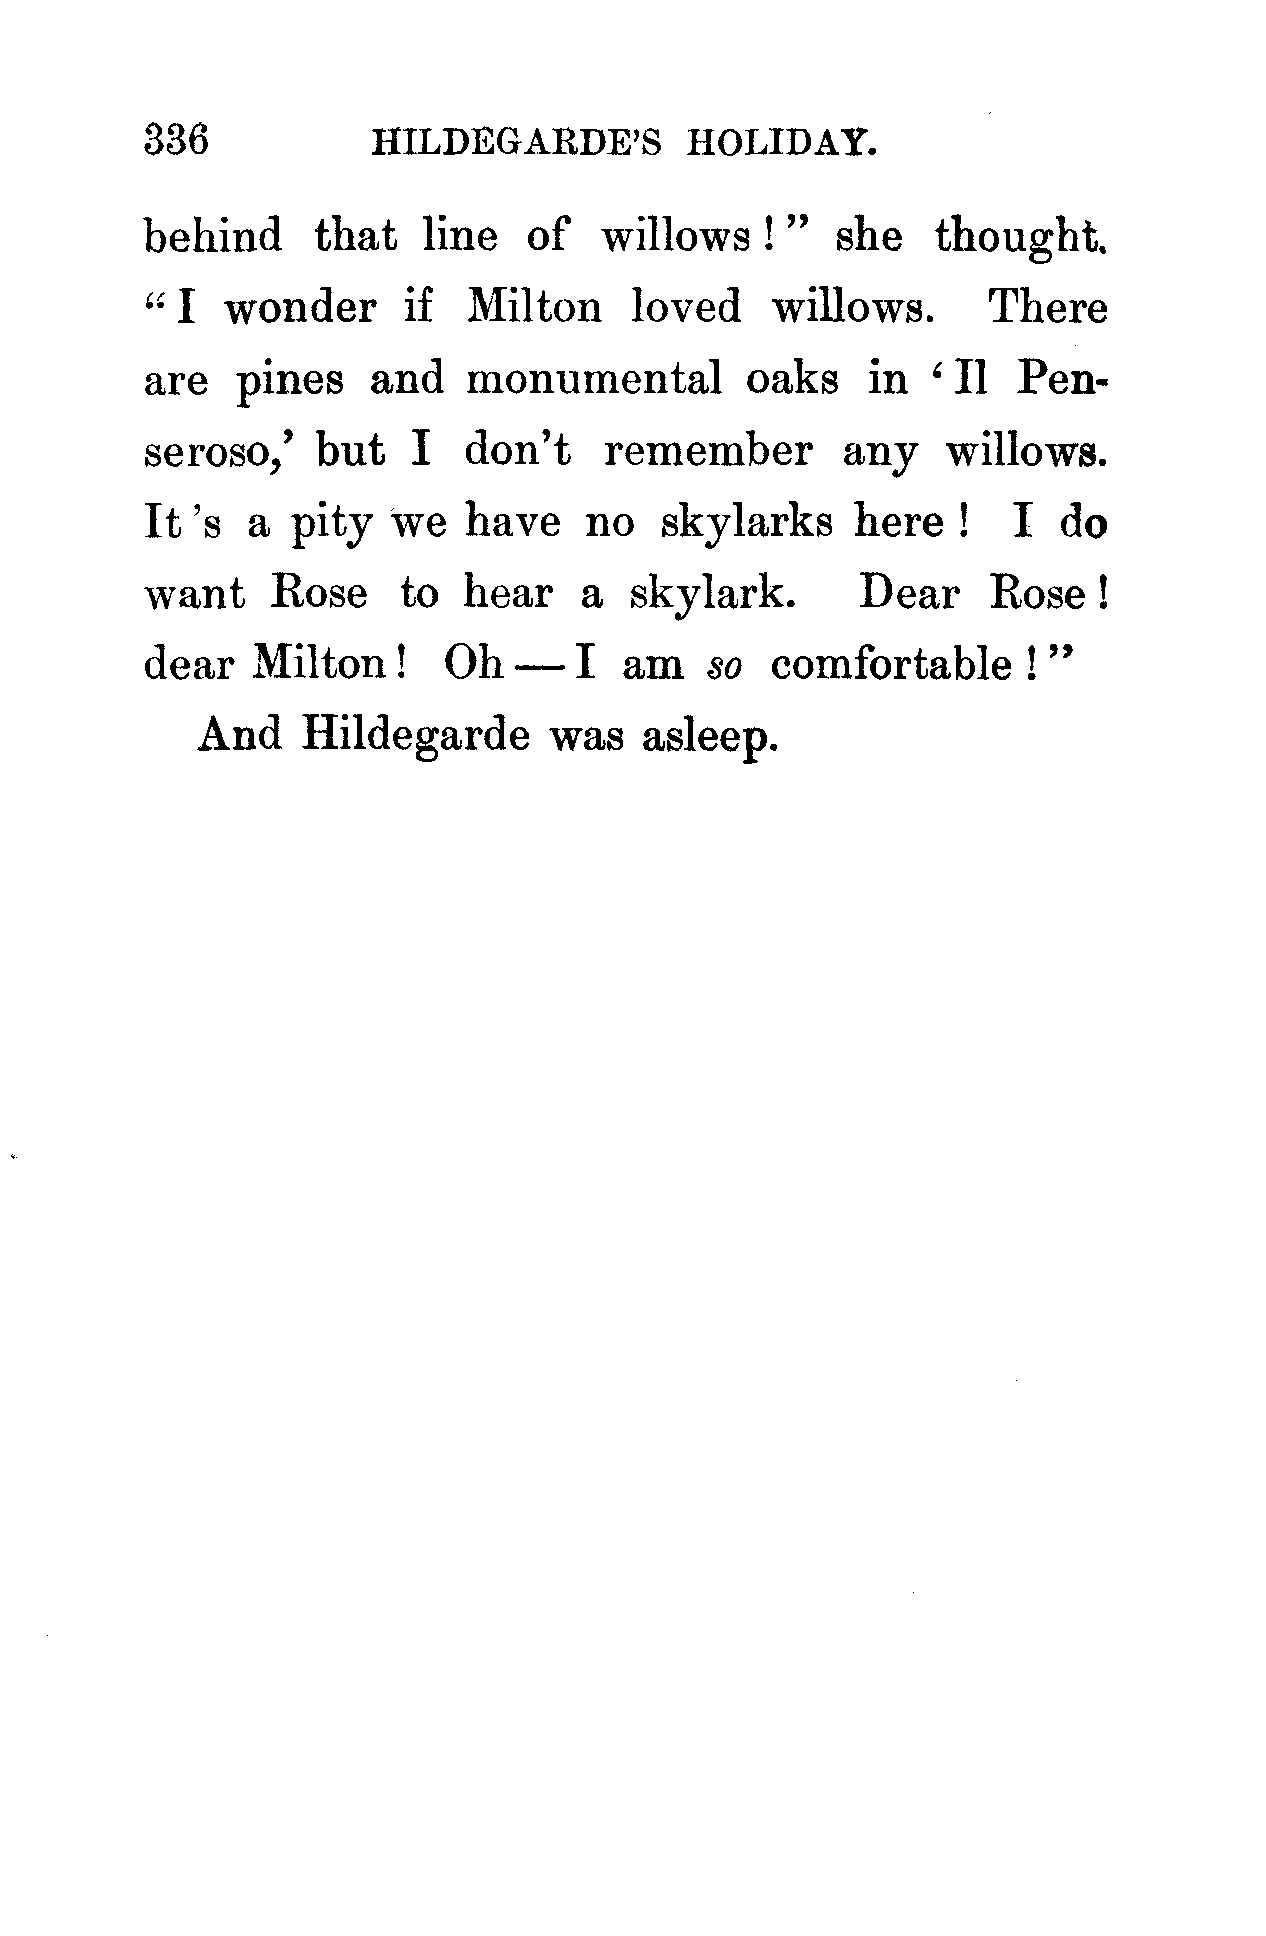 336 HILDEGARDE'S HOLIDAY.
behind that line of willows!" she thought.
"I wonder if Milton loved willows. There
are pines and monumental oaks in 'Il Pen-
seroso,' but I don't remember any willows.
It's a pity we have no skylarks here! I do
want Rose to hear a skylark. Dear Rose!
dear Milton! Oh — I am so comfortable!"
And Hildegarde was asleep.